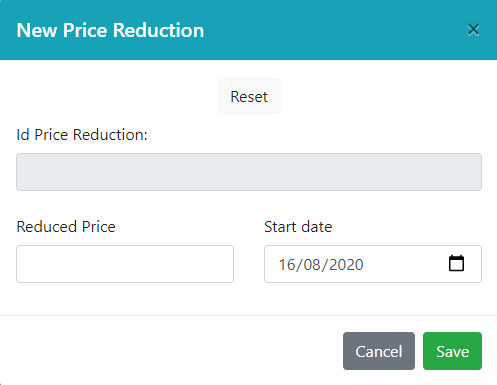 New Price Reduction ×
Reset
Id Price Reduction:
Reduced Price Start date
16/08/2020
Cancel Save